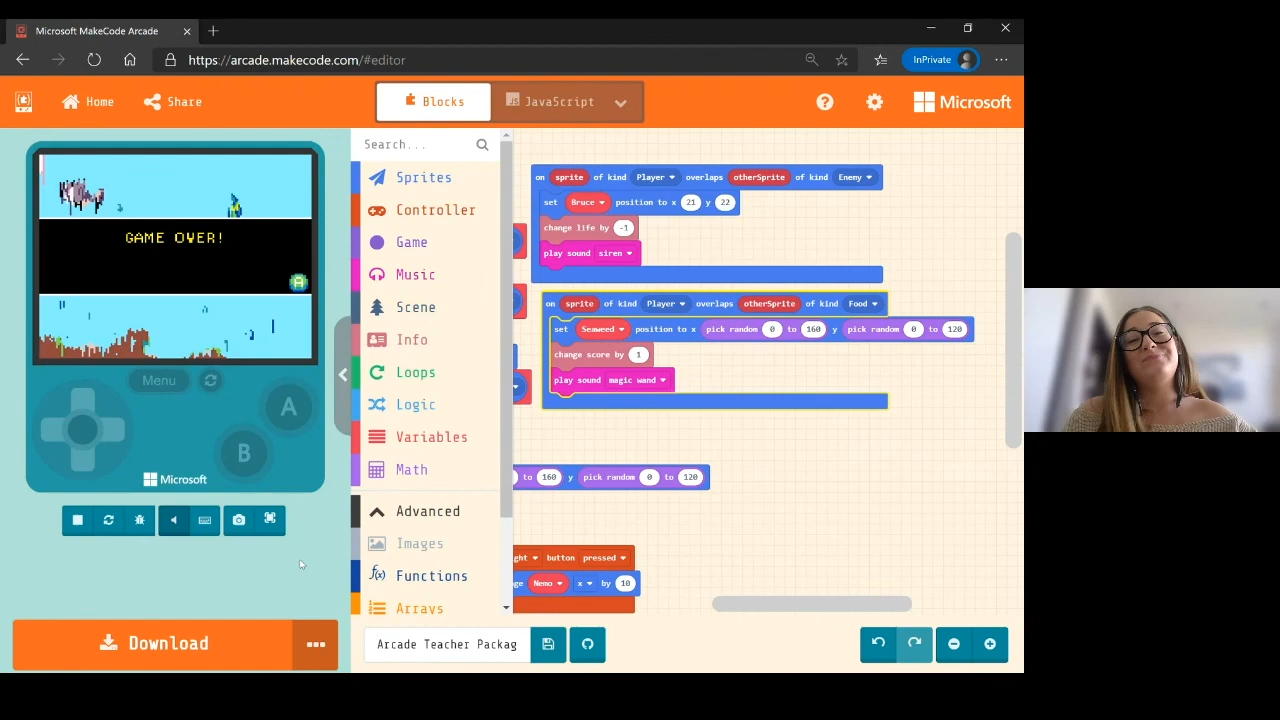 Microsoft MakeCode Arcade
https://arcade.makecode.com/#editor
InPrivate
Home
Share
Blocks
JavaScript
Microsoft
GAME OVER!
A
Menu
A
B
Microsoft
Download
Search...
Sprites
Controller
Game
Music
Scene
Info
Loops
Logic
Variables
Math
Advanced
Images
Functions
Arrays
on sprite of kind Player overlaps otherSprite of kind Enemy
set Bruce position to x 21 y 22
change life by -1
play sound siren
on sprite of kind Player overlaps otherSprite of kind Food
set Seaweed position to x pick random 0 to 160 y pick random 0 to 120
change score by 1
play sound magic wand
to 160 y pick random 0 to 120
ght button pressed
ge Nemo x by 10
Arcade Teacher Packag